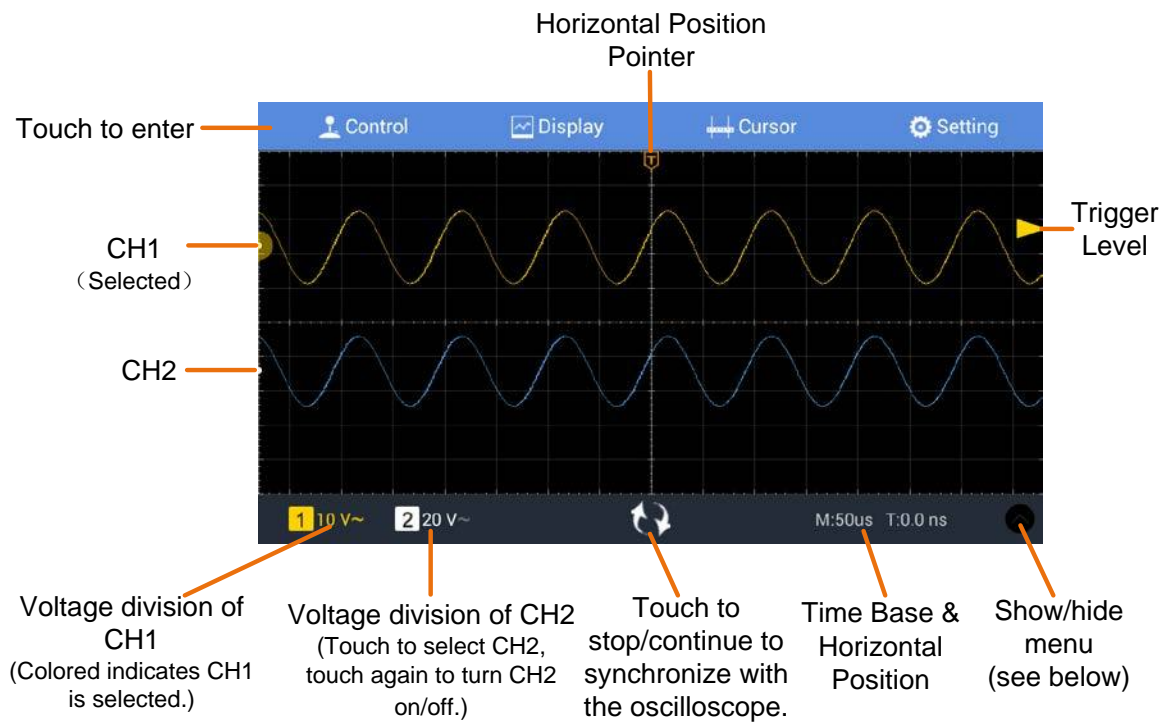 Horizontal Position
Pointer
Touch to enter
Control
Display
Cursor
Setting
T
CH1
（Selected）
Trigger
Level
CH2
1 10 V~
2 20 V~
M:50us T:0.0 ns
Voltage division of
CH1
(Colored indicates CH1
is selected.)
Voltage division of CH2
(Touch to select CH2,
touch again to turn CH2
on/off.)
Touch to
stop/continue to
synchronize with
the oscilloscope.
Time Base &
Horizontal
Position
Show/hide
menu
(see below)